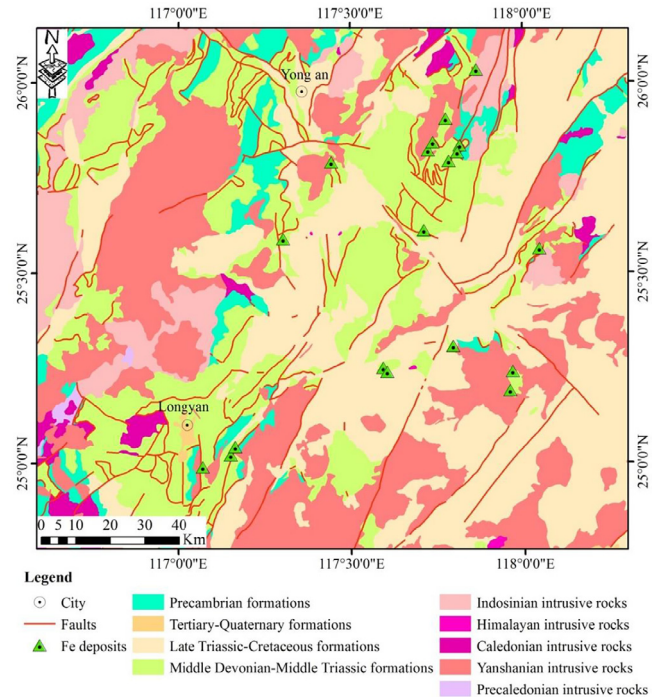 117°0'0"E 117°30'0"E 118°0'0"E
N
26°0'0"N 26°0'0"N
Yong an
25°30'0"N 25°30'0"N
Longyan
25°0'0"N 25°0'0"N
0 5 10 20 30 40
Km
117°0'0"E 117°30'0"E 118°0'0"E
Legend
City
Faults
Fe deposits
Precambrian formations
Tertiary-Quaternary formations
Late Triassic-Cretaceous formations
Middle Devonian-Middle Triassic formations
Indosinian intrusive rocks
Himalayan intrusive rocks
Caledonian intrusive rocks
Yanshanian intrusive rocks
Precaledonian intrusive rocks